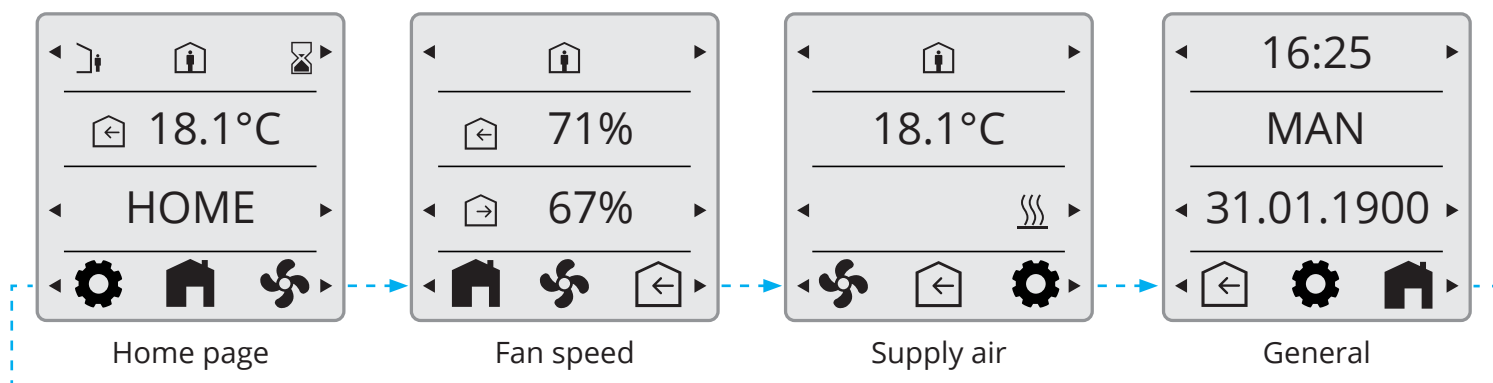 16:25
18.1°C
71%
18.1°C
MAN
HOME
67%
31.01.1900
Home page
Fan speed
Supply air
General